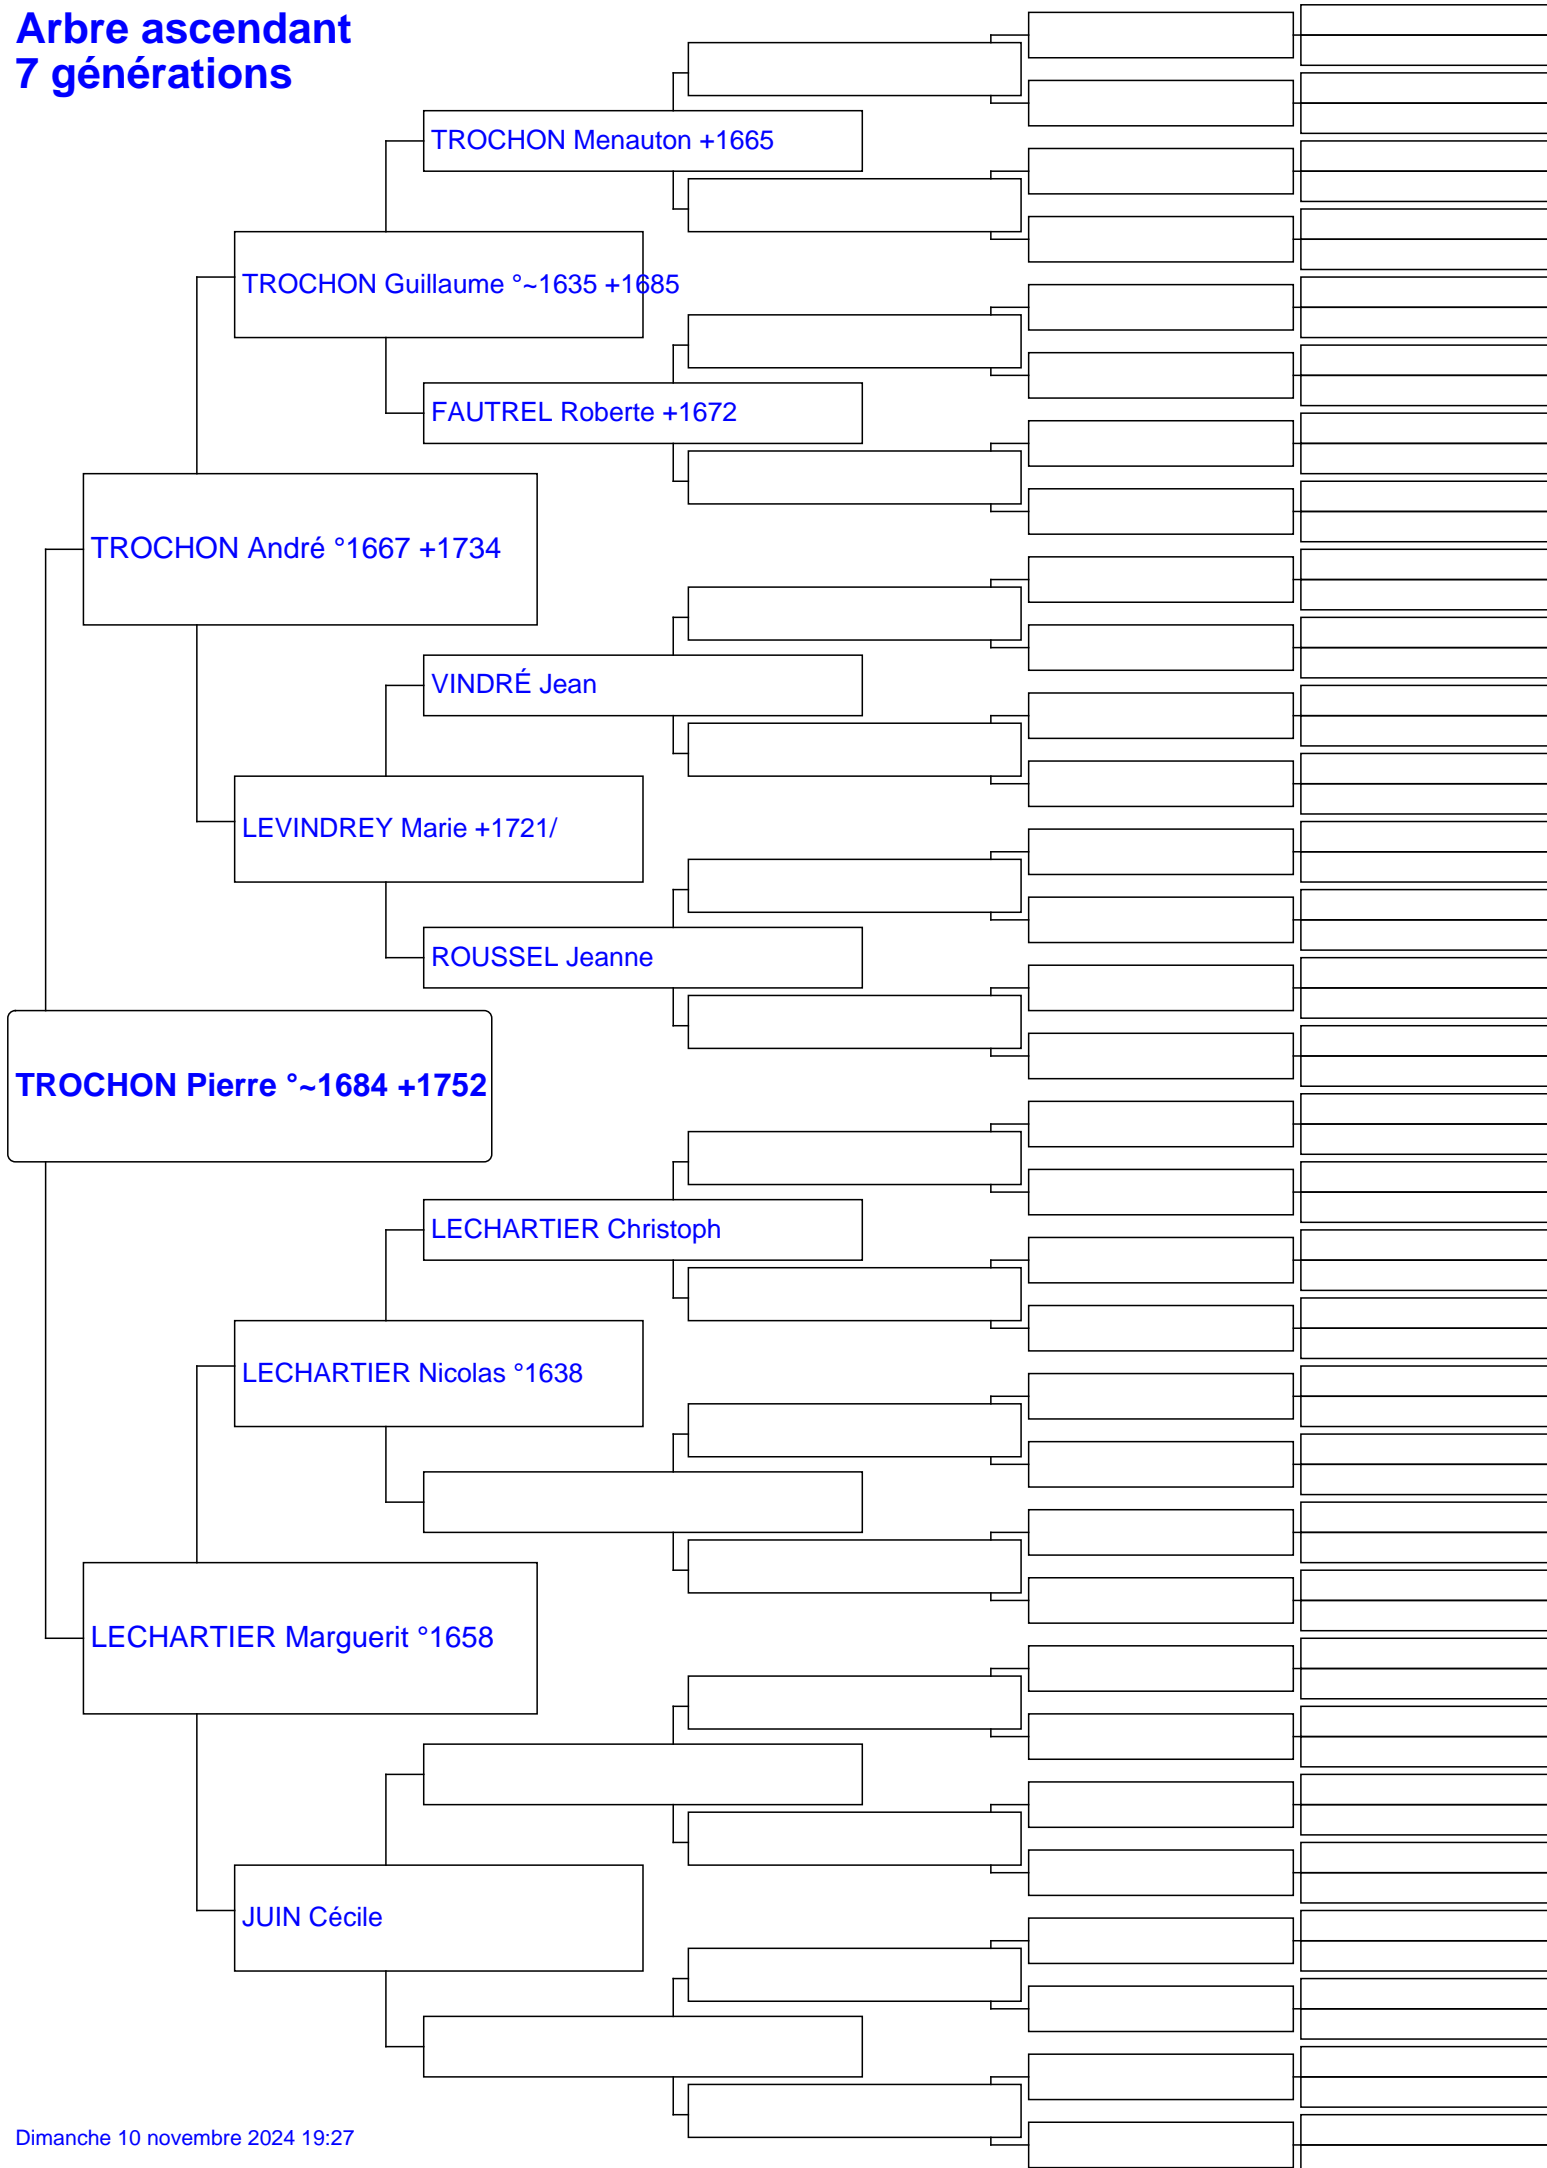 Arbre ascendant
7 générations
TROCHON Menauton +1665
TROCHON Guillaume °~1635 +1685
FAUTREL Roberte +1672
TROCHON André °1667 +1734
VINDRÉ Jean
LEVINDREY Marie +1721/
ROUSSEL Jeanne
TROCHON Pierre °~1684 +1752
LECHARTIER Christoph
LECHARTIER Nicolas °1638
LECHARTIER Marguerit °1658
JUIN Cécile
Dimanche 10 novembre 2024 19:27